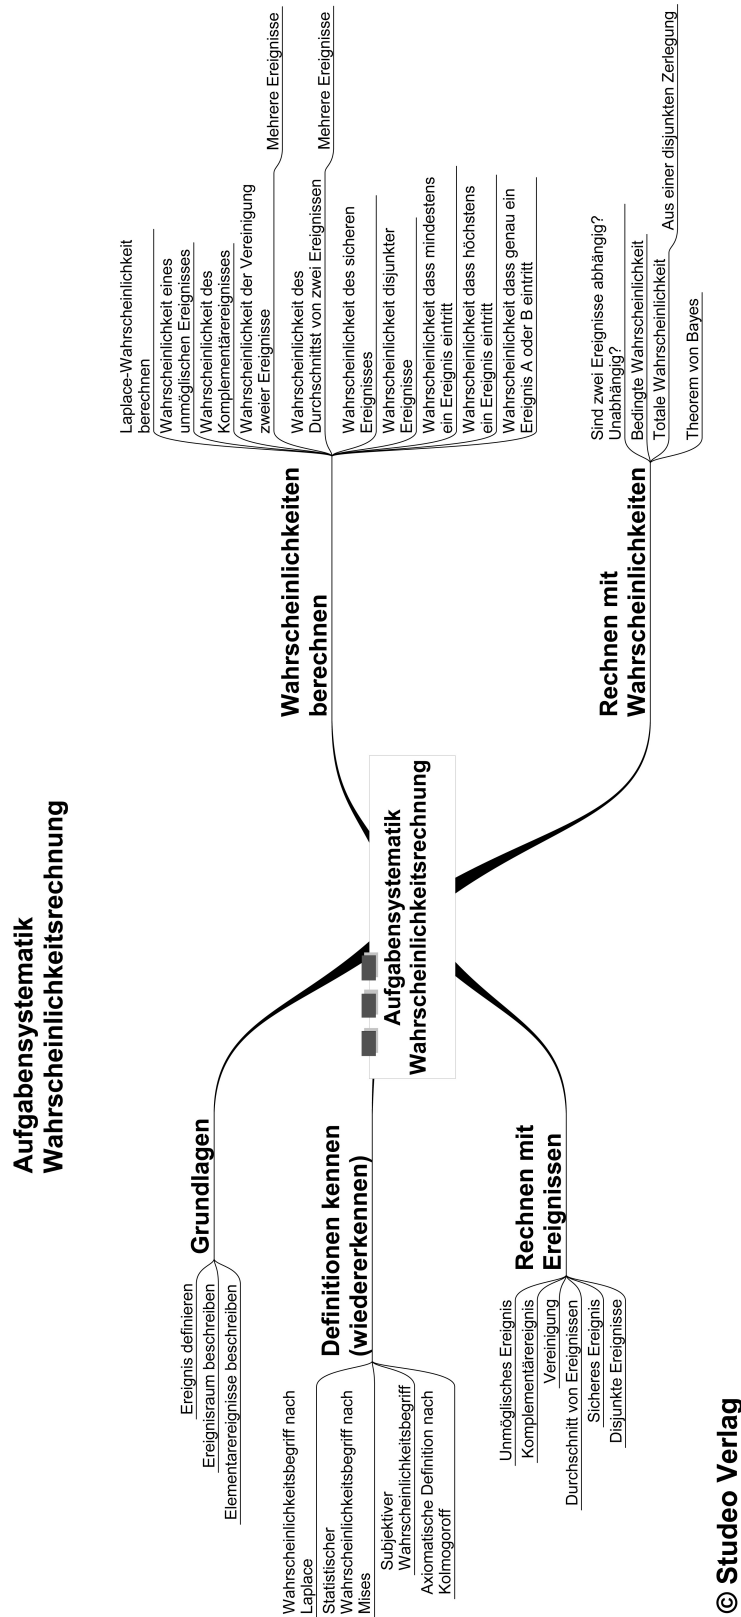 Aufgabensystematik
Wahrscheinlichkeitsrechnung
Aufgabensystematik
Wahrscheinlichkeitsrechnung
Grundlagen
Ereignis definieren
Ereignisraum beschreiben
Elementarereignisse beschreiben
Definitionen kennen
(wiedererkennen)
Wahrscheinlichkeitsbegriff nach
Laplace
Statistischer
Wahrscheinlichkeitsbegriff nach
Mises
Subjektiver
Wahrscheinlichkeitsbegriff
Axiomatische Definition nach
Kolmogoroff
Rechnen mit
Ereignissen
Unmöglisches Ereignis
Komplementärereignis
Vereinigung
Durchschnitt von Ereignissen
Sicheres Ereignis
Disjunkte Ereignisse
Wahrscheinlichkeiten
berechnen
Laplace-Wahrscheinlichkeit
berechnen
Wahrscheinlichkeit eines
unmöglichen Ereignisses
Wahrscheinlichkeit des
Komplementärereignisses
Wahrscheinlichkeit der Vereinigung
zweier Ereignisse
Mehrere Ereignisse
Wahrscheinlichkeit des
Durchschnittst von zwei Ereignissen
Mehrere Ereignisse
Wahrscheinlichkeit des sicheren
Ereignisses
Wahrscheinlichkeit disjunkter
Ereignisse
Wahrscheinlichkeit dass mindestens
ein Ereignis eintritt
Wahrscheinlichkeit dass höchstens
ein Ereignis eintritt
Wahrscheinlichkeit dass genau ein
Ereignis A oder B eintritt
Rechnen mit
Wahrscheinlichkeiten
Sind zwei Ereignisse abhängig?
Unabhängig?
Bedingte Wahrscheinlichkeit
Totale Wahrscheinlichkeit
Aus einer disjunkten Zerlegung
Theorem von Bayes
© Studeo Verlag